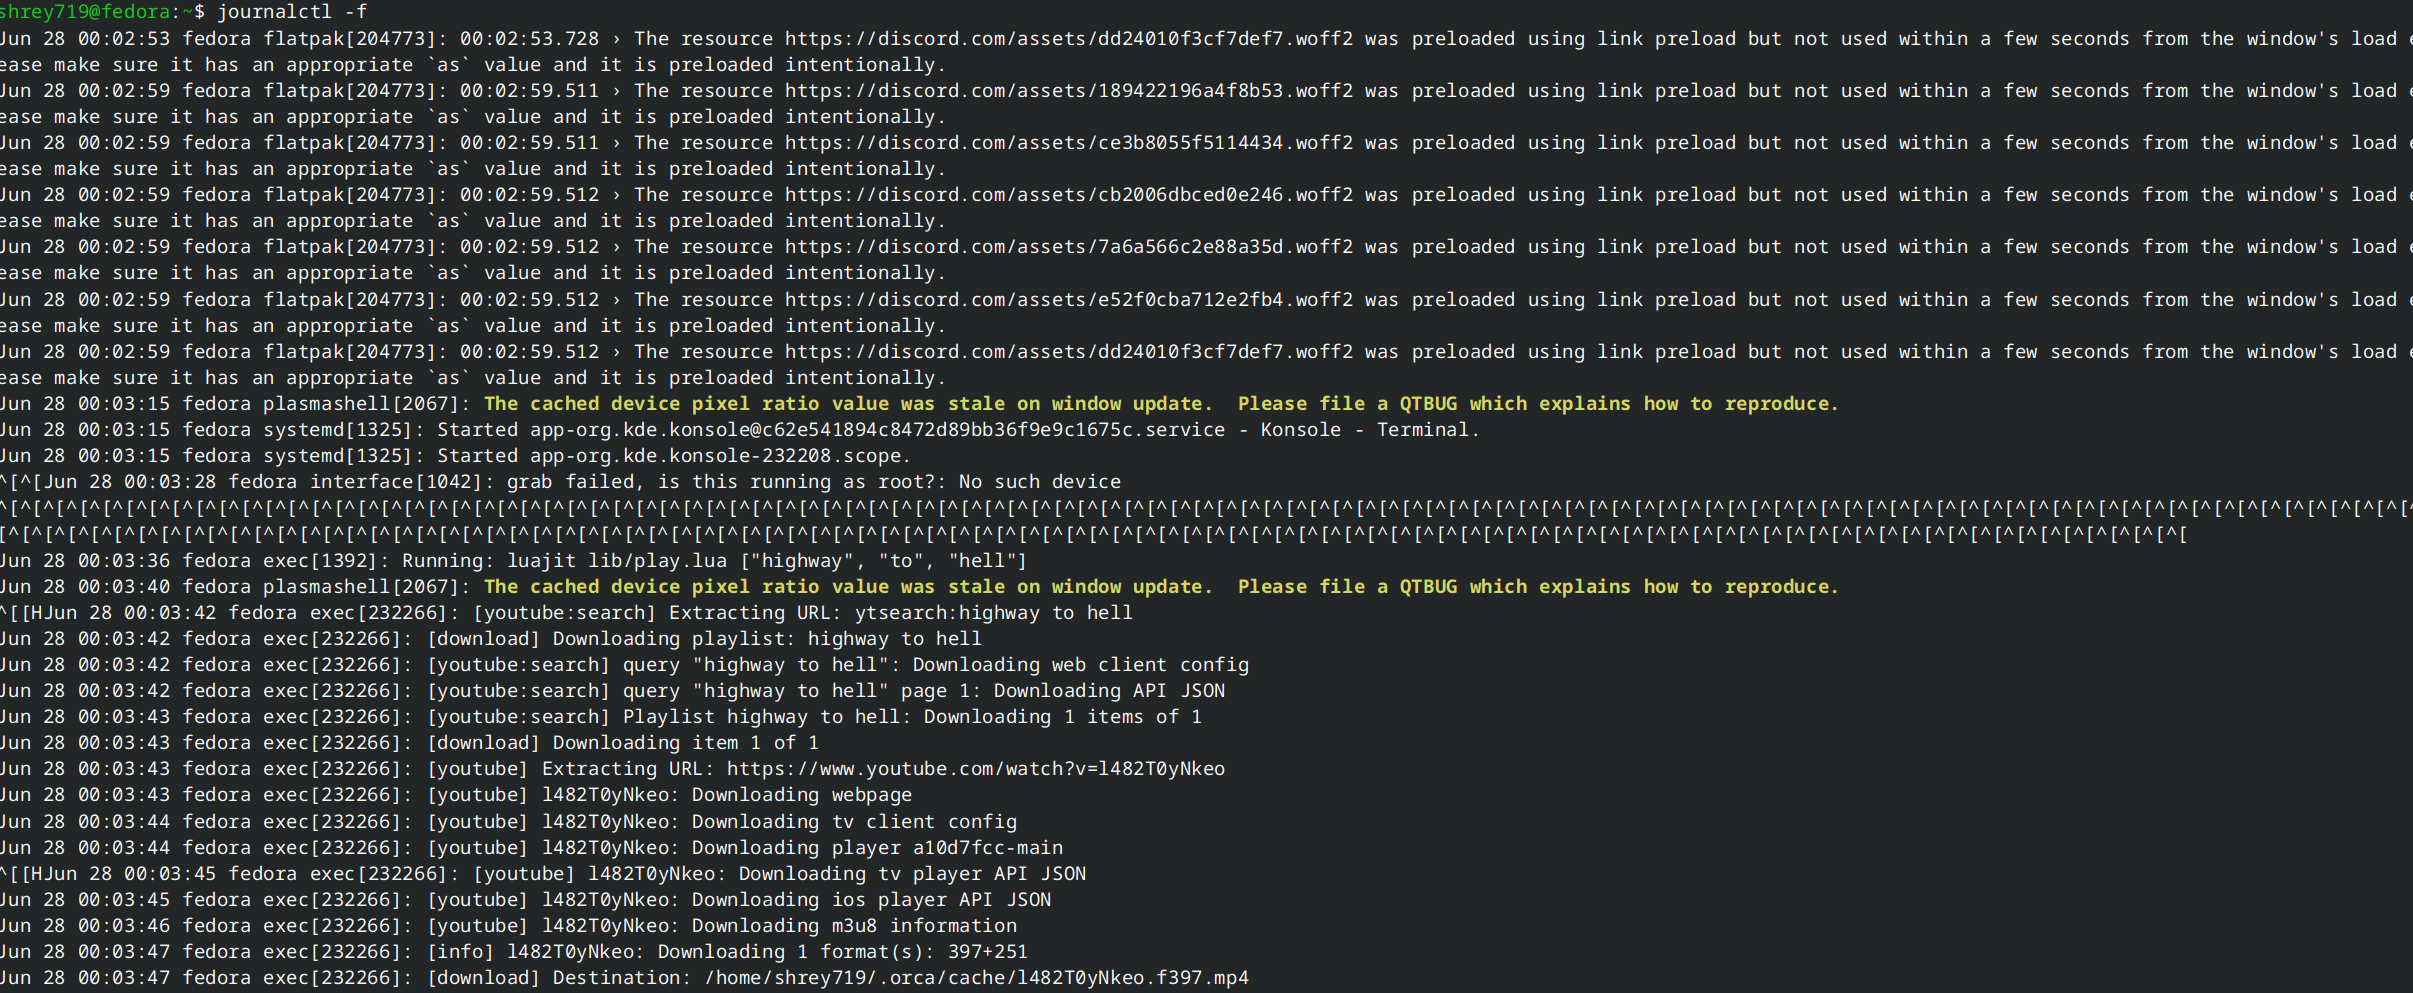 shrey719@fedora:~$ journalctl -f
Jun 28 00:02:53 fedora flatpak[204773]: 00:02:53.728 › The resource https://discord.com/assets/dd24010f3cf7def7.woff2 was preloaded using link preload but not used within a few seconds from the window's load e
ease make sure it has an appropriate `as` value and it is preloaded intentionally.
Jun 28 00:02:59 fedora flatpak[204773]: 00:02:59.511 › The resource https://discord.com/assets/189422196a4f8b53.woff2 was preloaded using link preload but not used within a few seconds from the window's load e
ease make sure it has an appropriate `as` value and it is preloaded intentionally.
Jun 28 00:02:59 fedora flatpak[204773]: 00:02:59.511 › The resource https://discord.com/assets/ce3b8055f5114434.woff2 was preloaded using link preload but not used within a few seconds from the window's load e
ease make sure it has an appropriate `as` value and it is preloaded intentionally.
Jun 28 00:02:59 fedora flatpak[204773]: 00:02:59.512 › The resource https://discord.com/assets/cb2006dbced0e246.woff2 was preloaded using link preload but not used within a few seconds from the window's load e
ease make sure it has an appropriate `as` value and it is preloaded intentionally.
Jun 28 00:02:59 fedora flatpak[204773]: 00:02:59.512 › The resource https://discord.com/assets/7a6a566c2e88a35d.woff2 was preloaded using link preload but not used within a few seconds from the window's load e
ease make sure it has an appropriate `as` value and it is preloaded intentionally.
Jun 28 00:02:59 fedora flatpak[204773]: 00:02:59.512 › The resource https://discord.com/assets/e52f0cba712e2fb4.woff2 was preloaded using link preload but not used within a few seconds from the window's load e
ease make sure it has an appropriate `as` value and it is preloaded intentionally.
Jun 28 00:02:59 fedora flatpak[204773]: 00:02:59.512 › The resource https://discord.com/assets/dd24010f3cf7def7.woff2 was preloaded using link preload but not used within a few seconds from the window's load e
ease make sure it has an appropriate `as` value and it is preloaded intentionally.
Jun 28 00:03:15 fedora plasmashell[2067]: The cached device pixel ratio value was stale on window update.  Please file a QTBUG which explains how to reproduce.
Jun 28 00:03:15 fedora systemd[1325]: Started app-org.kde.konsole@c62e541894c8472d89bb36f9e9c1675c.service - Konsole - Terminal.
Jun 28 00:03:15 fedora systemd[1325]: Started app-org.kde.konsole-232208.scope.
^[^[Jun 28 00:03:28 fedora interface[1042]: grab failed, is this running as root?: No such device
^[^[^[^[^[^[^[^[^[^[^[^[^[^[^[^[^[^[^[^[^[^[^[^[^[^[^[^[^[^[^[^[^[^[^[^[^[^[^[^[^[^[^[^[^[^[^[^[^[^[^[^[^[^[^[^[^[^[^[^[^[^[^[^[^[^[^[^[^[^[^[^[^[^[^[^[^[^[^[^[^[^[^[^[^[^[^[^[^[^[^[^[^[^[^[^[^[^[^[^[^[^[^[^[^
[^[^[^[^[^[^[^[^[^[^[^[^[^[^[^[^[^[^[^[^[^[^[^[^[^[^[^[^[^[^[^[^[^[^[^[^[^[^[^[^[^[^[^[^[^[^[^[^[^[^[^[^[^[^[^[^[^[^[^[^[^[^[^[^[^[^[^[^[^[^[^[^[^[^[^[^[^[^[^[^[^[^[^[^[^[^[^[^[^[^[^[^[^[^[
Jun 28 00:03:36 fedora exec[1392]: Running: luajit lib/play.lua ["highway", "to", "hell"]
Jun 28 00:03:40 fedora plasmashell[2067]: The cached device pixel ratio value was stale on window update.  Please file a QTBUG which explains how to reproduce.
^[[HJun 28 00:03:42 fedora exec[232266]: [youtube:search] Extracting URL: ytsearch:highway to hell
Jun 28 00:03:42 fedora exec[232266]: [download] Downloading playlist: highway to hell
Jun 28 00:03:42 fedora exec[232266]: [youtube:search] query "highway to hell": Downloading web client config
Jun 28 00:03:42 fedora exec[232266]: [youtube:search] query "highway to hell" page 1: Downloading API JSON
Jun 28 00:03:43 fedora exec[232266]: [youtube:search] Playlist highway to hell: Downloading 1 items of 1
Jun 28 00:03:43 fedora exec[232266]: [download] Downloading item 1 of 1
Jun 28 00:03:43 fedora exec[232266]: [youtube] Extracting URL: https://www.youtube.com/watch?v=l482T0yNkeo
Jun 28 00:03:43 fedora exec[232266]: [youtube] l482T0yNkeo: Downloading webpage
Jun 28 00:03:44 fedora exec[232266]: [youtube] l482T0yNkeo: Downloading tv client config
Jun 28 00:03:44 fedora exec[232266]: [youtube] l482T0yNkeo: Downloading player a10d7fcc-main
^[[HJun 28 00:03:45 fedora exec[232266]: [youtube] l482T0yNkeo: Downloading tv player API JSON
Jun 28 00:03:45 fedora exec[232266]: [youtube] l482T0yNkeo: Downloading ios player API JSON
Jun 28 00:03:46 fedora exec[232266]: [youtube] l482T0yNkeo: Downloading m3u8 information
Jun 28 00:03:47 fedora exec[232266]: [info] l482T0yNkeo: Downloading 1 format(s): 397+251
Jun 28 00:03:47 fedora exec[232266]: [download] Destination: /home/shrey719/.orca/cache/l482T0yNkeo.f397.mp4